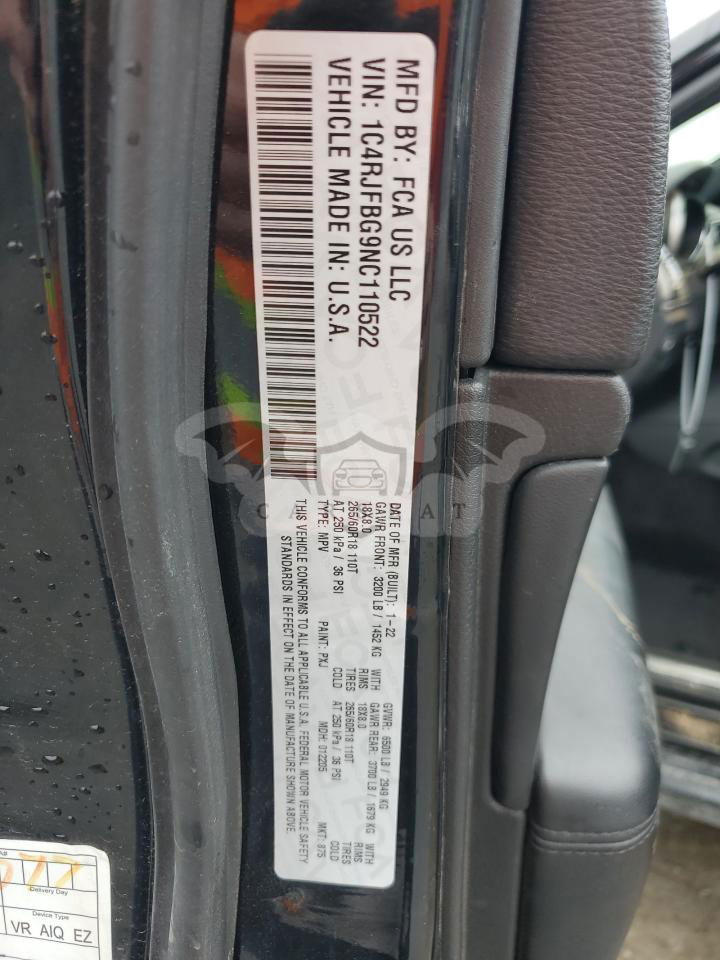 MFD BY: FCA US LLC
VIN: 1C4RJFBG9NC110522
VEHICLE MADE IN: U.S.A.
DATE OF MFR (BUILT): 1-22 GVWR: 6500 LB / 2949 KG
GAWR FRONT: 3200 LB / 1452 KG WITH GAWR REAR: 3700 LB / 1679 KG WITH
18X8.0 RIMS 18X8.0 RIMS
265/60R18 110T TIRES 265/60R18 110T TIRES
AT 250 kPa / 36 PSI COLD AT 250 kPa / 36 PSI COLD
TYPE: MPV PAINT: PXJ MDH: 012205 MKT: 875
THIS VEHICLE CONFORMS TO ALL APPLICABLE U.S.A. FEDERAL MOTOR VEHICLE SAFETY
STANDARDS IN EFFECT ON THE DATE OF MANUFACTURE SHOWN ABOVE.
77
Delivery Day
Device Type
VR AIQ EZ